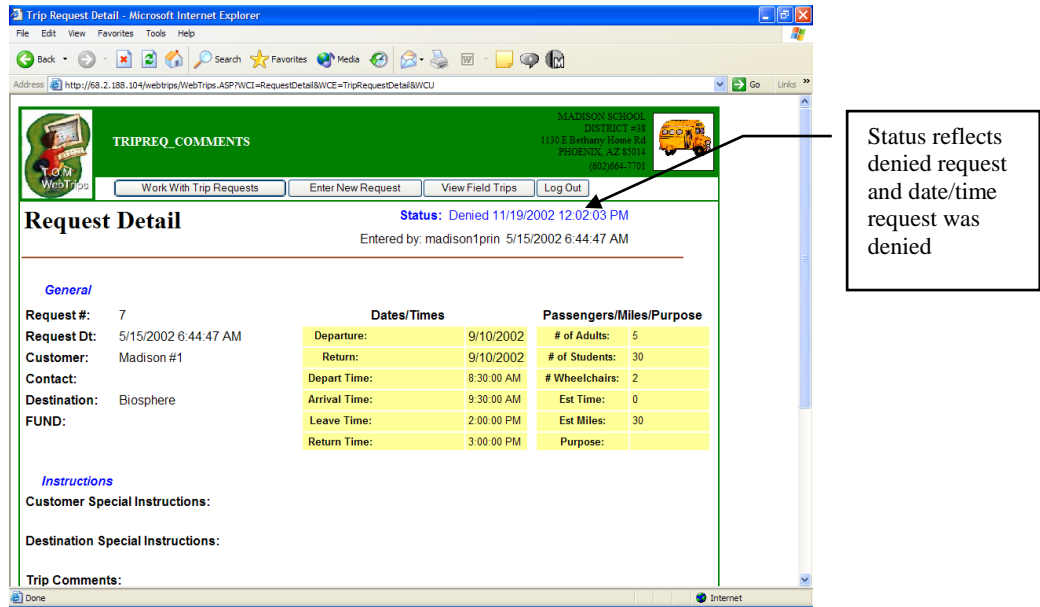 Trip Request Detail - Microsoft Internet Explorer
File Edit View Favorites Tools Help
Back Search Favorites Media
Address http://68.2.188.104/webtrips/WebTrips.ASP?WCI=RequestDetail&WCE=TripRequestDetail&WCU Go Links »
T.O.M
WebTrips
TRIPREQ_COMMENTS
MADISON SCHOOL
DISTRICT #38
1130 E Bethany Home Rd
PHOENIX, AZ 85014
(602)664-7701
Work With Trip Requests Enter New Request View Field Trips Log Out
Request Detail
Status: Denied 11/19/2002 12:02:03 PM
Entered by: madison1prin 5/15/2002 6:44:47 AM
General
Request#: 7
Request Dt: 5/15/2002 6:44:47 AM
Customer: Madison #1
Contact:
Destination: Biosphere
FUND:
Dates/Times
Departure: 9/10/2002
Return: 9/10/2002
Depart Time: 8:30:00 AM
Arrival Time: 9:30:00 AM
Leave Time: 2:00:00 PM
Return Time: 3:00:00 PM
Passengers/Miles/Purpose
# of Adults: 5
# of Students: 30
# Wheelchairs: 2
Est Time: 0
Est Miles: 30
Purpose:
Instructions
Customer Special Instructions:
Destination Special Instructions:
Trip Comments:
Done Internet
Status reflects
denied request
and date/time
request was
denied